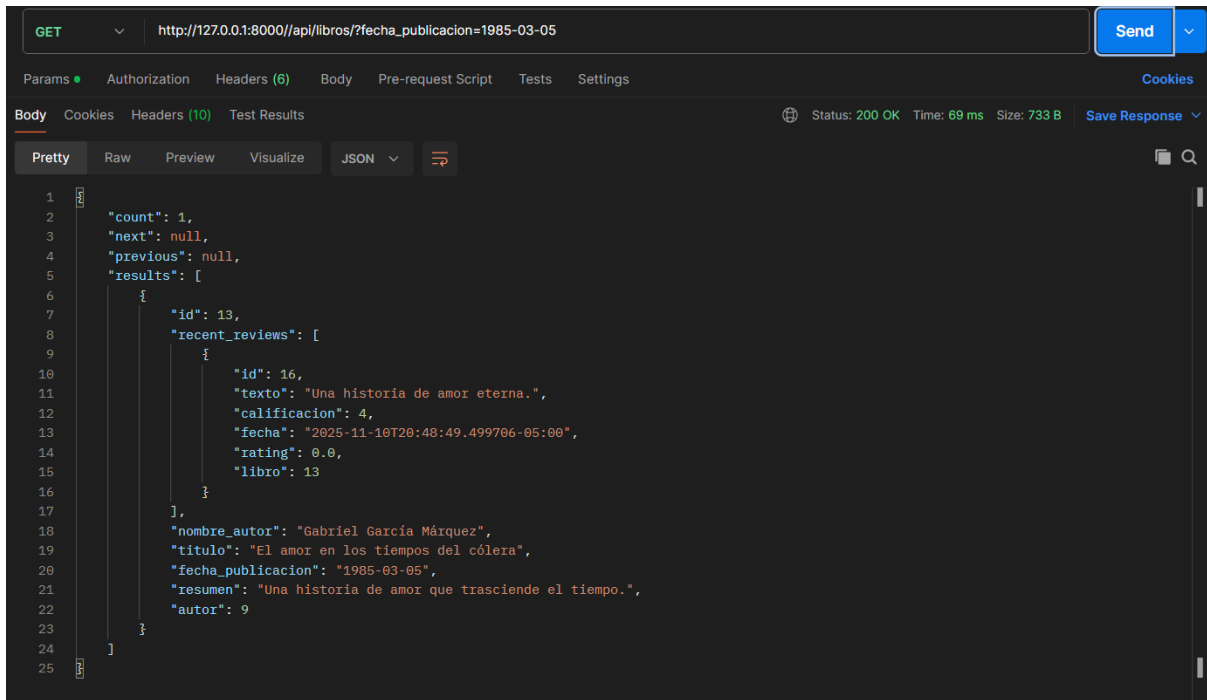 GET http://127.0.0.1:8000//api/libros/?fecha_publicacion=1985-03-05 Send
Params Authorization Headers (6) Body Pre-request Script Tests Settings Cookies
Body Cookies Headers (10) Test Results Status: 200 OK Time: 69 ms Size: 733 B Save Response
Pretty Raw Preview Visualize JSON
1 {
2 "count": 1,
3 "next": null,
4 "previous": null,
5 "results": [
6 {
7 "id": 13,
8 "recent_reviews": [
9 {
10 "id": 16,
11 "texto": "Una historia de amor eterna.",
12 "calificacion": 4,
13 "fecha": "2025-11-10T20:48:49.499706-05:00",
14 "rating": 0.0,
15 "libro": 13
16 }
17 ],
18 "nombre_autor": "Gabriel García Márquez",
19 "titulo": "El amor en los tiempos del cólera",
20 "fecha_publicacion": "1985-03-05",
21 "resumen": "Una historia de amor que trasciende el tiempo.",
22 "autor": 9
23 }
24 ]
25 }